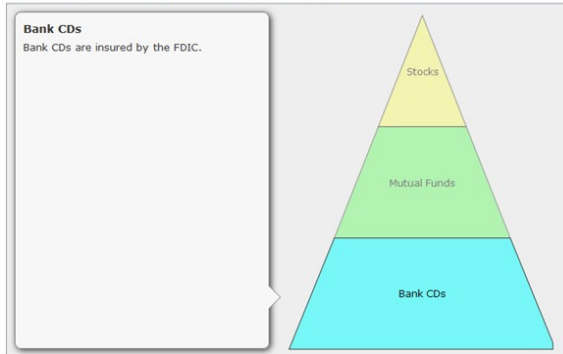 Bank CDs
Bank CDs are insured by the FDIC.
Stocks
Mutual Funds
Bank CDs